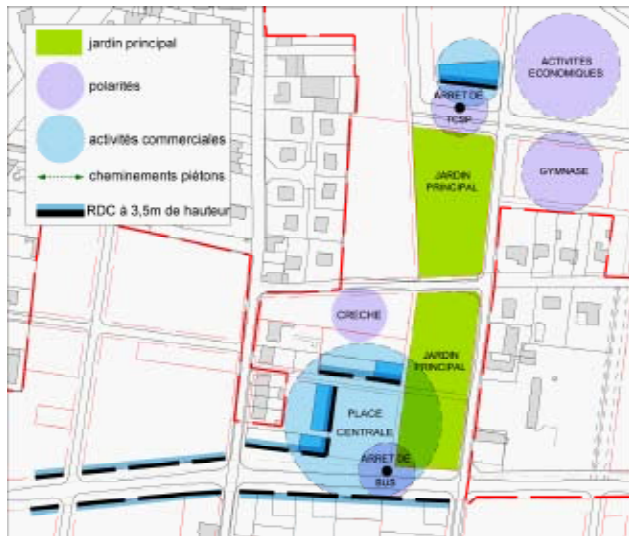 jardin principal
polarités
activités commerciales
cheminements piétons
RDC à 3,5m de hauteur
ACTIVITES
ECONOMIQUES
ARRET DE
TCSP
JARDIN
PRINCIPAL
GYMNASE
CRECHE
JARDIN
PRINCIPAL
PLACE
CENTRALE
ARRET DE
BUS